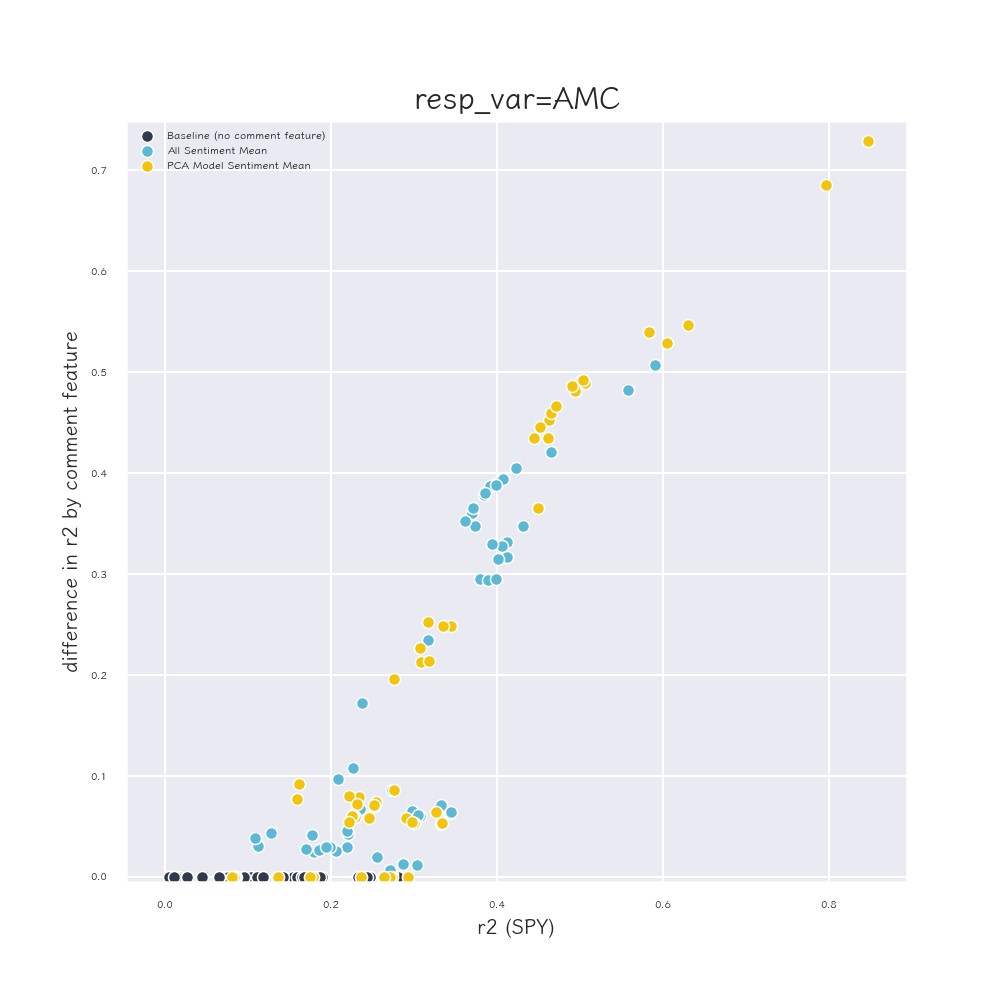 resp_var=AMC
Baseline (no comment feature)
All Sentiment Mean
PCA Model Sentiment Mean
0.7
0.6
0.5
0.4
0.3
0.2
0.1
0.0
difference in r2 by comment feature
0.0 0.2 0.4 0.6 0.8
r2 (SPY)